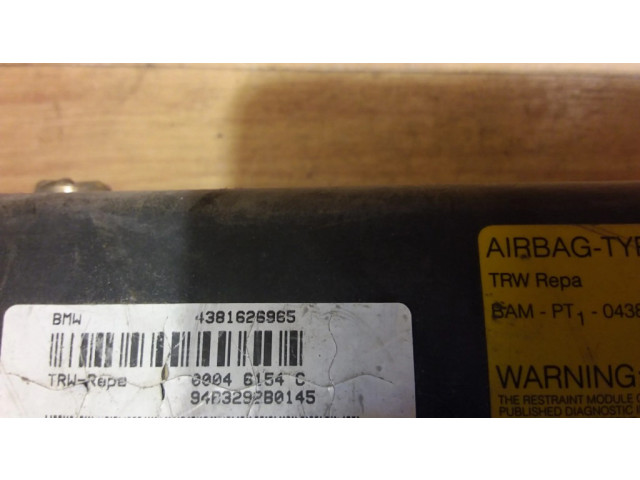 BMW 4381626965
TRW-Repa 0004 6154 C
94B3292B0145
AIRBAG-TYP
TRW Repa
BAM - PT1 - 0438
WARNING:
THE RESTRAINT MODULE
PUBLISHED DIAGNOSTIC